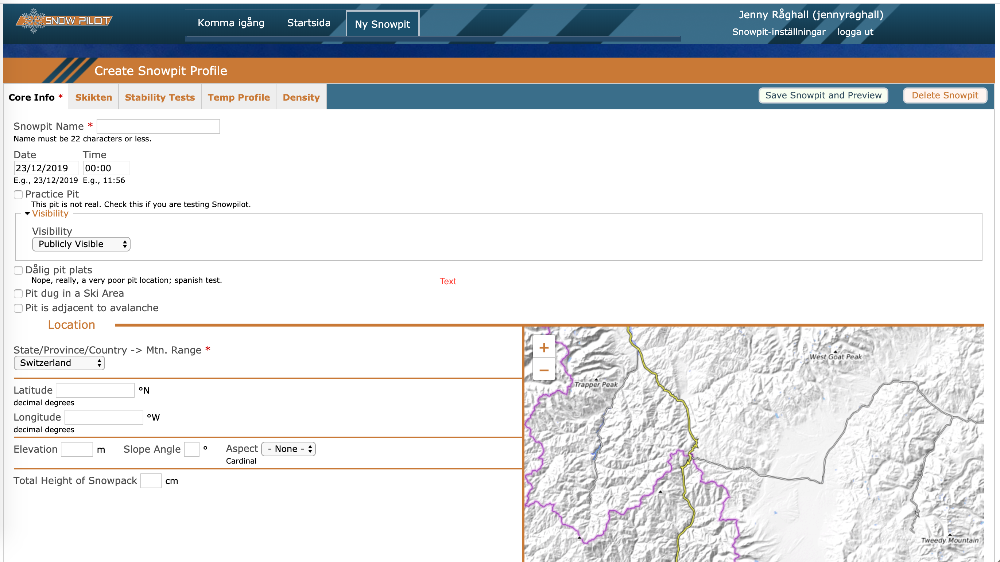 SNOW PILOT
Komma igång Startsida Ny Snowpit
Jenny Råghall (jennyraghall)
Snowpit-inställningar logga ut
Create Snowpit Profile
Core Info * Skikten Stability Tests Temp Profile Density Save Snowpit and Preview Delete Snowpit
Snowpit Name *
Name must be 22 characters or less.
Date Time
23/12/2019 00:00
E.g., 23/12/2019 E.g., 11:56
Practice Pit
This pit is not real. Check this if you are testing Snowpilot.
Visibility
Visibility
Publicly Visible
Dålig pit plats
Nope, really, a very poor pit location; spanish test.
Text
Pit dug in a Ski Area
Pit is adjacent to avalanche
Location
State/Province/Country -> Mtn. Range *
Switzerland
Latitude °N
decimal degrees
Longitude °W
decimal degrees
Elevation m Slope Angle ° Aspect - None -
Cardinal
Total Height of Snowpack cm
+
−
West Goat Peak
Trapper Peak
Tweedy Mountain